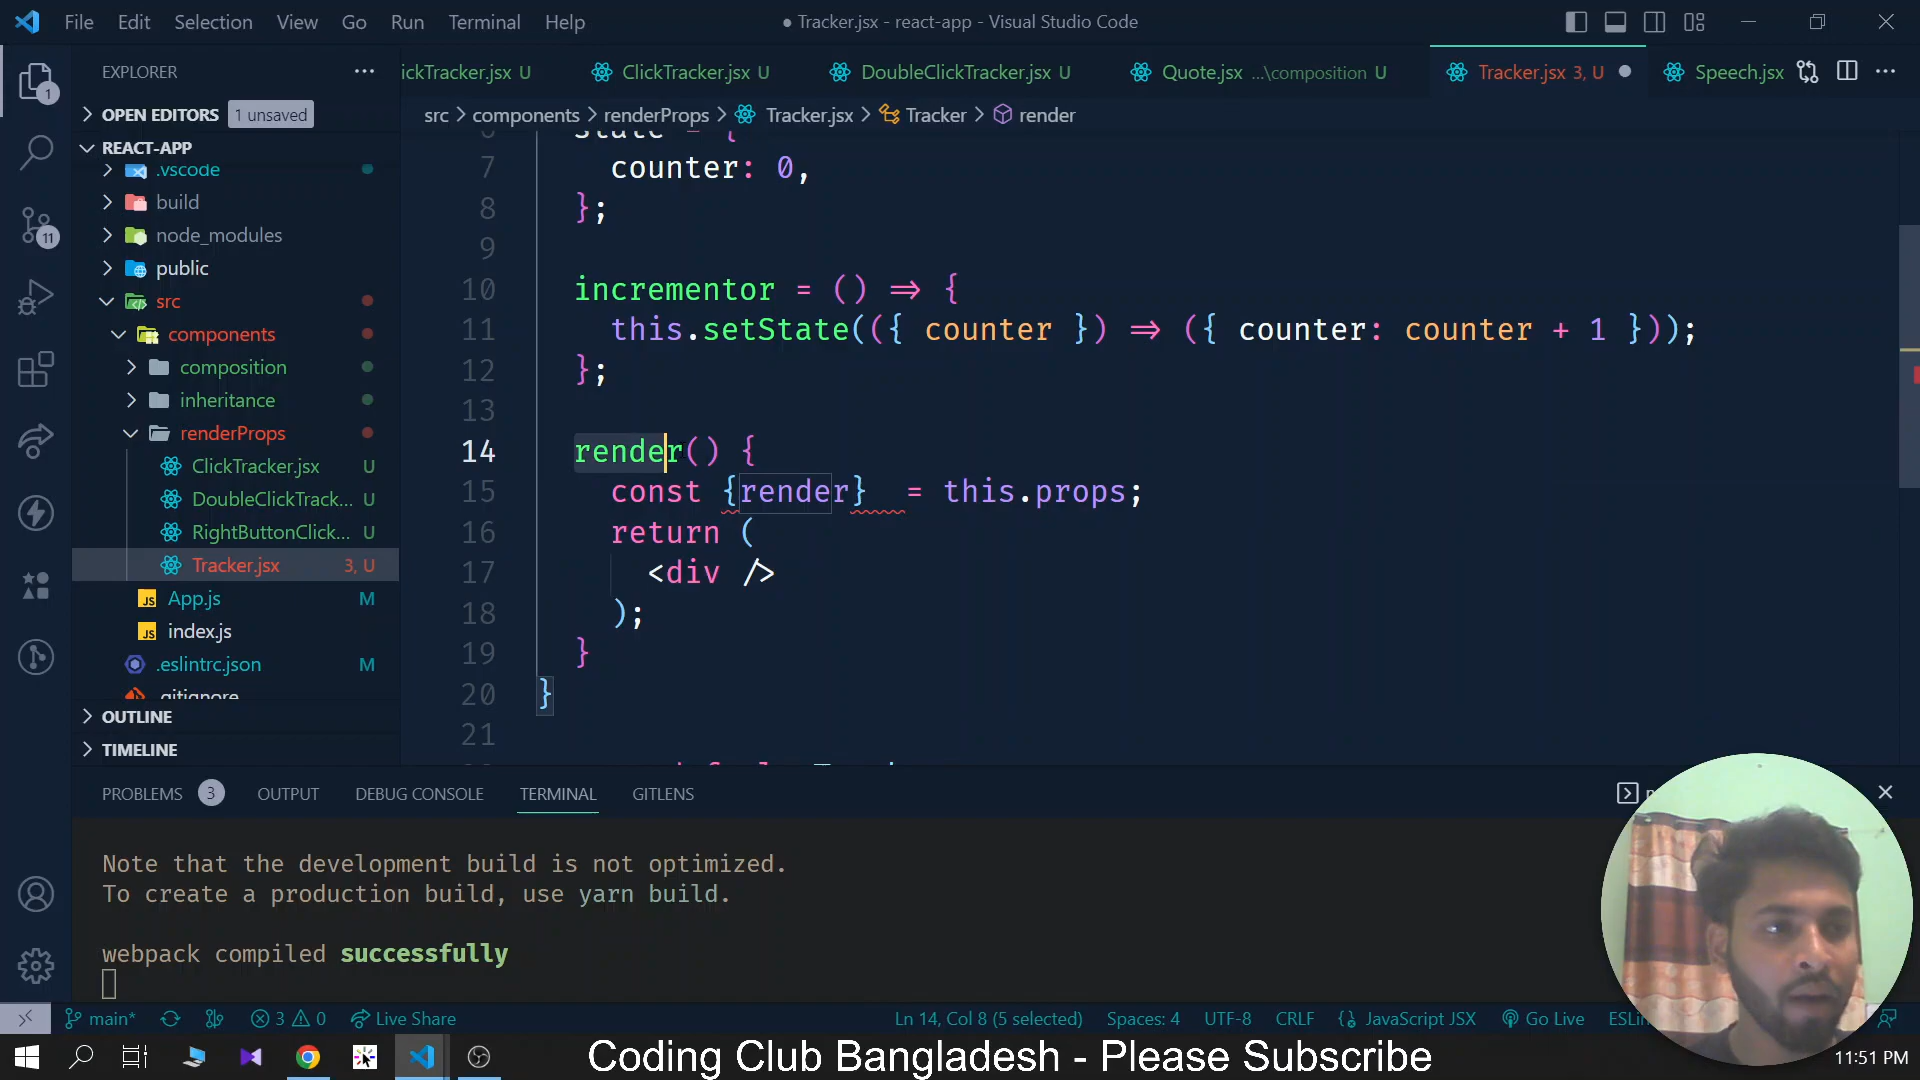 File Edit Selection View Go Run Terminal Help
● Tracker.jsx - react-app - Visual Studio Code
EXPLORER
ickTracker.jsx U
ClickTracker.jsx U
DoubleClickTracker.jsx U
Quote.jsx ...\composition U
Tracker.jsx 3, U
Speech.jsx
OPEN EDITORS 1 unsaved
src > components > renderProps > Tracker.jsx > Tracker > render
REACT-APP
.vscode
build
node_modules
public
src
components
composition
inheritance
renderProps
ClickTracker.jsx U
DoubleClickTrack... U
RightButtonClick... U
Tracker.jsx 3, U
App.js M
index.js
.eslintrc.json M
.gitignore
OUTLINE
TIMELINE
1
11
6 state = {
7 counter: 0,
8 };
9
10 incrementor = () => {
11 this.setState(({ counter }) => ({ counter: counter + 1 }));
12 };
13
14 render() {
15 const {render} = this.props;
16 return (
17 <div />
18 );
19 }
20 }
21
PROBLEMS 3 OUTPUT DEBUG CONSOLE TERMINAL GITLENS
Note that the development build is not optimized.
To create a production build, use yarn build.
webpack compiled successfully
main* 3 0 Live Share
Ln 14, Col 8 (5 selected) Spaces: 4 UTF-8 CRLF JavaScript JSX Go Live
Coding Club Bangladesh - Please Subscribe
11:51 PM